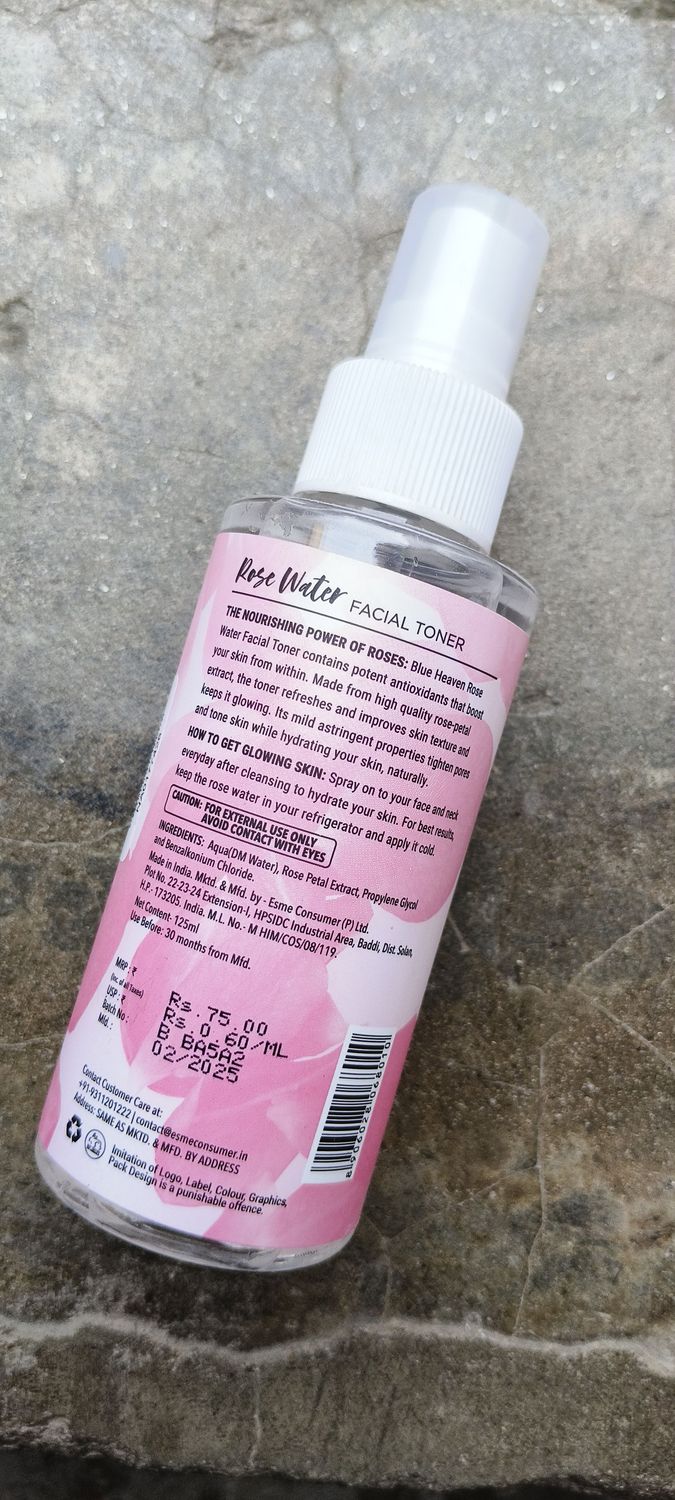 Rose Water FACIAL TONER
THE NOURISHING POWER OF ROSES: Blue Heaven Rose
Water Facial Toner contains potent antioxidants that boost
your skin from within. Made from high quality rose-petal
extract, the toner refreshes and improves skin texture and
keeps it glowing. Its mild astringent properties tighten pores
and tone skin while hydrating your skin, naturally.
HOW TO GET GLOWING SKIN: Spray on to your face and neck
everyday after cleansing to hydrate your skin. For best results,
keep the rose water in your refrigerator and apply it cold.
CAUTION: FOR EXTERNAL USE ONLY
AVOID CONTACT WITH EYES
INGREDIENTS: Aqua(DM Water), Rose Petal Extract, Propylene Glycol
and Benzalkonium Chloride.
Made in India. Mktd. & Mfd. by - Esme Consumer (P) Ltd.
Plot No. 22-23-24 Extension-I, HPSIDC Industrial Area, Baddi, Dist. Solan,
H.P.- 173205. India. M.L. No.- M HIM/COS/08/119.
Net Content- 125ml
Use Before: 30 months from Mfd.
MRP : ₹ Rs.75.00
(Inc. of all Taxes)
USP : ₹ Rs.0.60/ML
Batch No : B.BA5A2
Mfd. : 02/2025
Contact Customer Care at:
+91-9311201222 | contact@esmeconsumer.in
Address: SAME AS MKTD. & MFD. BY ADDRESS
Imitation of Logo, Label, Colour, Graphics,
Pack Design is a punishable offence.
8906028068010